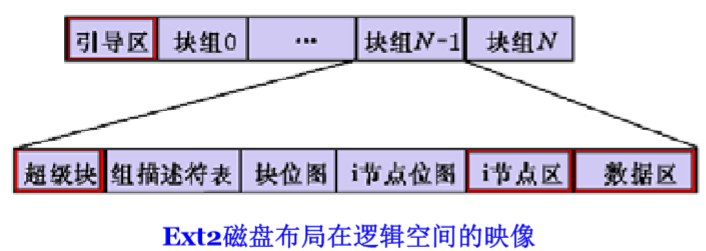 引导区 块组0 … 块组N-1 块组N
超级块 组描述符表 块位图 i节点位图 i节点区 数据区
Ext2磁盘布局在逻辑空间的映像